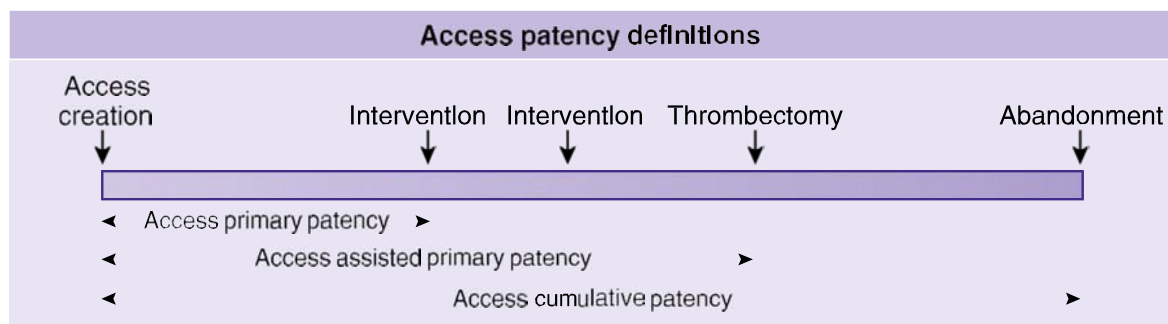 Access patency definitions
Access
creation
Intervention Intervention Thrombectomy Abandonment
Access primary patency
Access assisted primary patency
Access cumulative patency